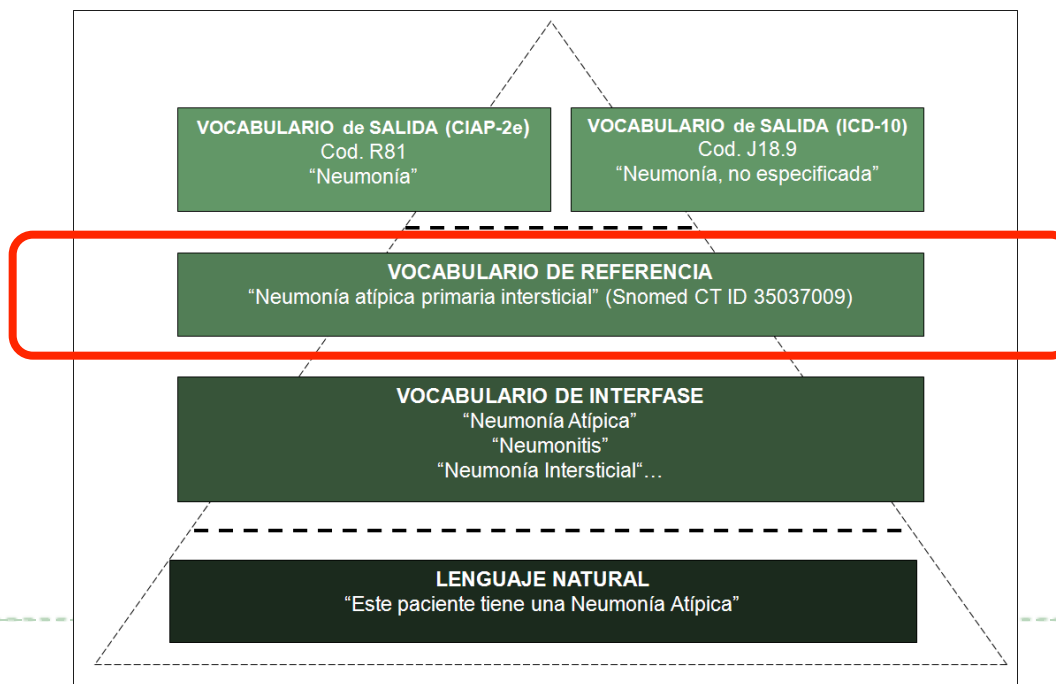 VOCABULARIO de SALIDA (CIAP-2e)
Cod. R81
“Neumonía”
VOCABULARIO de SALIDA (ICD-10)
Cod. J18.9
“Neumonía, no especificada”
VOCABULARIO DE REFERENCIA
“Neumonía atípica primaria intersticial” (Snomed CT ID 35037009)
VOCABULARIO DE INTERFASE
“Neumonía Atípica”
“Neumonitis”
“Neumonía Intersticial“…
LENGUAJE NATURAL
“Este paciente tiene una Neumonía Atípica”